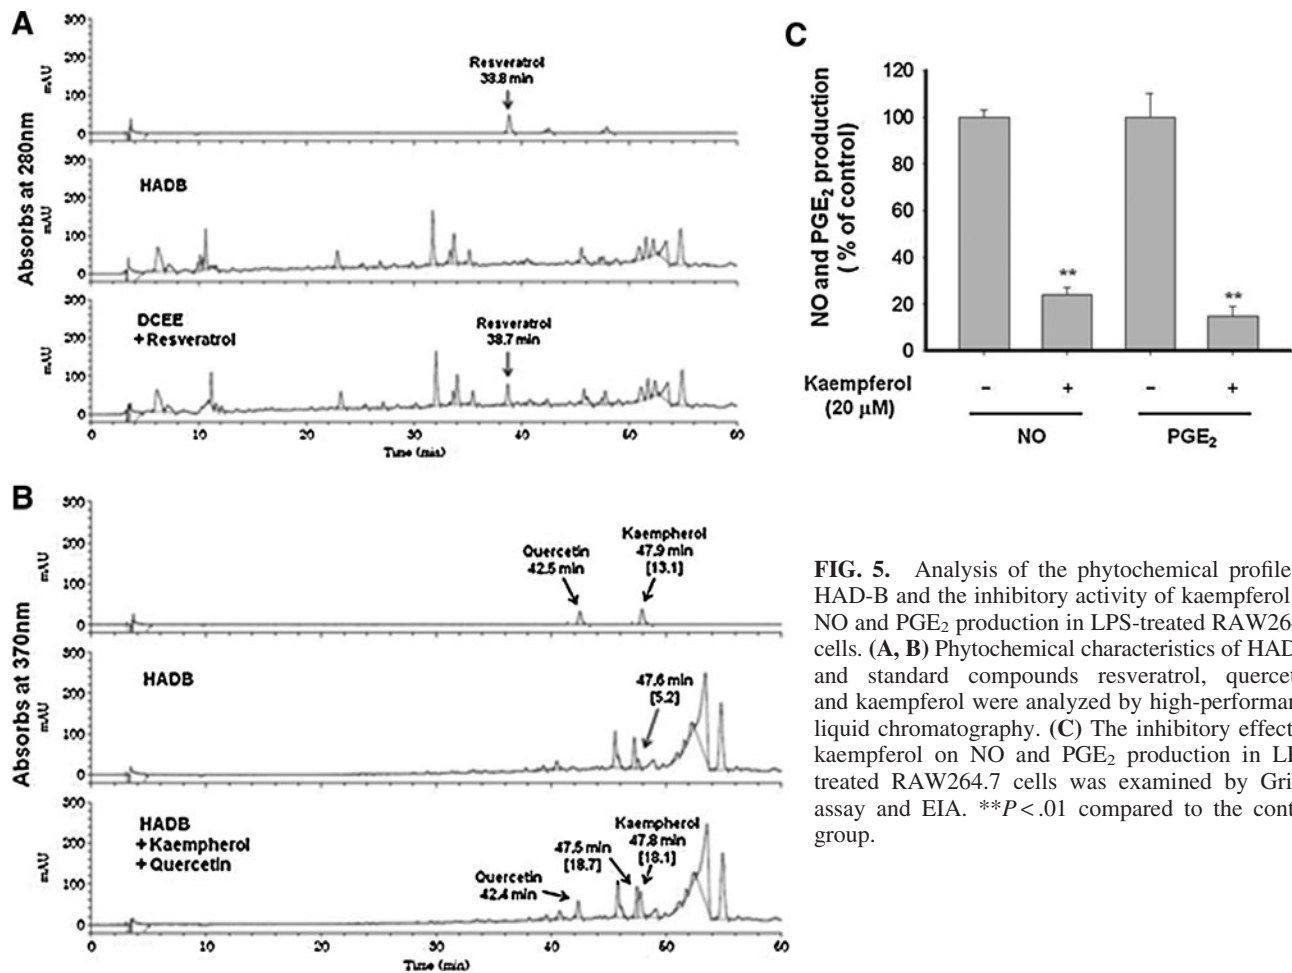 A
300
200
100
0
mAU
Resveratrol
38.8 min
Absorbs at 280nm
300
200
100
0
mAU
HADB
300
200
100
0
mAU
DCEE
+ Resveratrol
Resveratrol
38.7 min
0 10 20 30 40 50 60
Time (min)
B
300
200
100
0
mAU
Quercetin
42.5 min
Kaempherol
47.9 min
[13.1]
Absorbs at 370nm
300
200
100
0
mAU
HADB
47.6 min
[5.2]
300
200
100
0
mAU
HADB
+ Kaempherol
+ Quercetin
Quercetin
42.4 min
47.5 min
[18.7]
Kaempherol
47.8 min
[18.1]
0 10 20 30 40 50 60
Time (min)
C
NO and PGE₂ production
( % of control)
120
100
80
60
40
20
0
**
**
Kaempferol
(20 μM)
- + - +
NO PGE₂
FIG. 5. Analysis of the phytochemical profile
HAD-B and the inhibitory activity of kaempferol
NO and PGE₂ production in LPS-treated RAW26
cells. (A, B) Phytochemical characteristics of HAD
and standard compounds resveratrol, querce
and kaempferol were analyzed by high-performan
liquid chromatography. (C) The inhibitory effect
kaempferol on NO and PGE₂ production in L
treated RAW264.7 cells was examined by Gri
assay and EIA. **P < .01 compared to the cont
group.